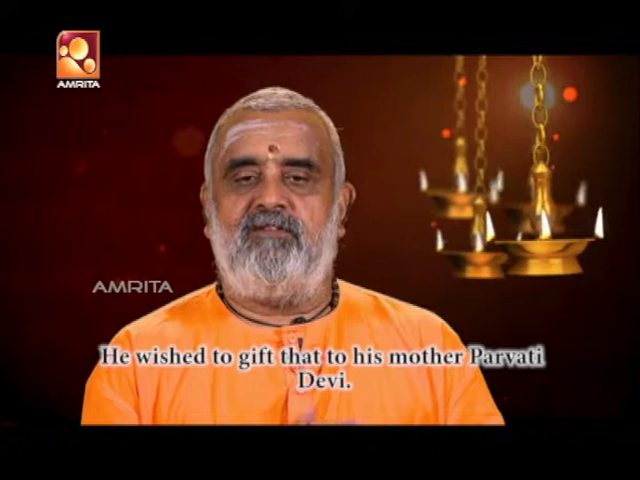 AMRITA
AMRITA
He wished to gift that to his mother Parvati
Devi.